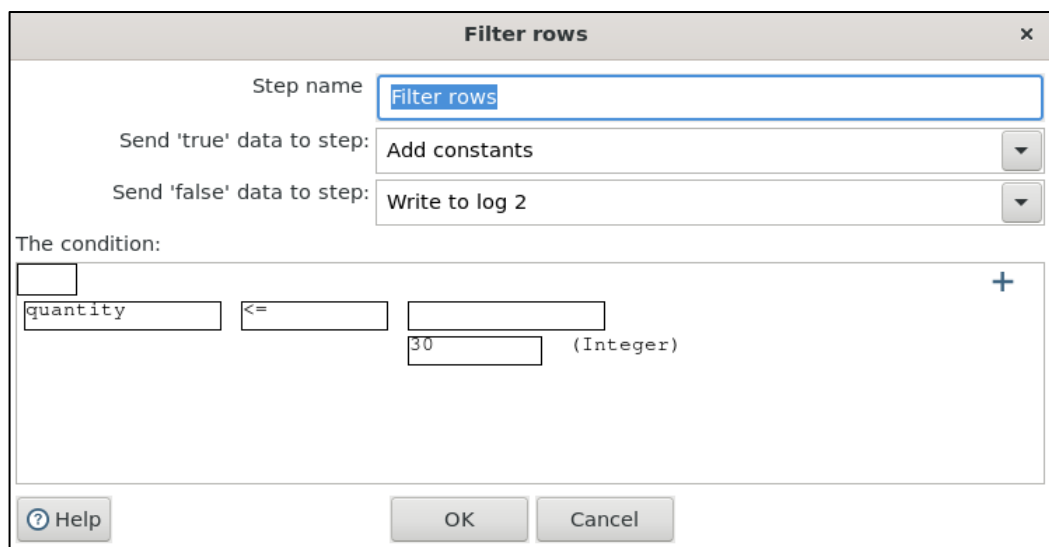 Filter rows ×
Step name Filter rows
Send 'true' data to step: Add constants
Send 'false' data to step: Write to log 2
The condition:
+
quantity <=
30 (Integer)
? Help OK Cancel